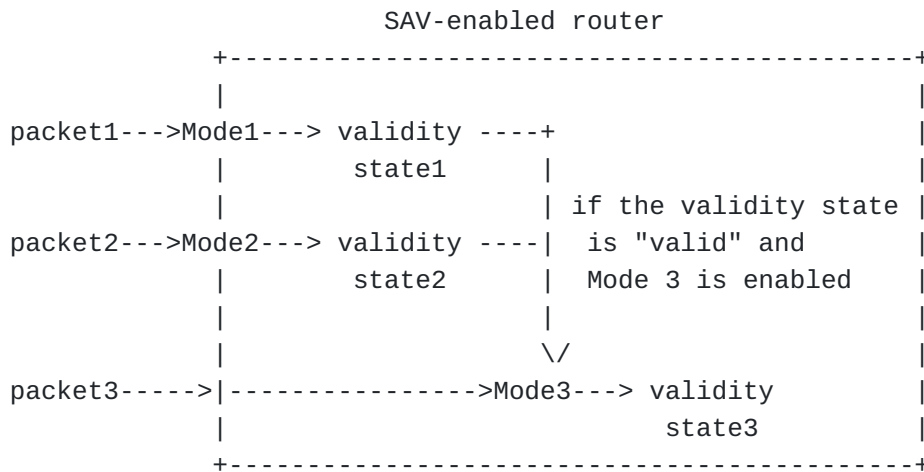 SAV-enabled router
             +--------------------------------------------+
             |                                            |
packet1--->Mode1---> validity ----+                       |
             |        state1      |                       |
             |                    | if the validity state |
packet2--->Mode2---> validity ----|  is "valid" and       |
             |        state2      |  Mode 3 is enabled    |
             |                    |                       |
             |                    \/                      |
packet3----->|---------------->Mode3---> validity         |
             |                            state3          |
             +--------------------------------------------+